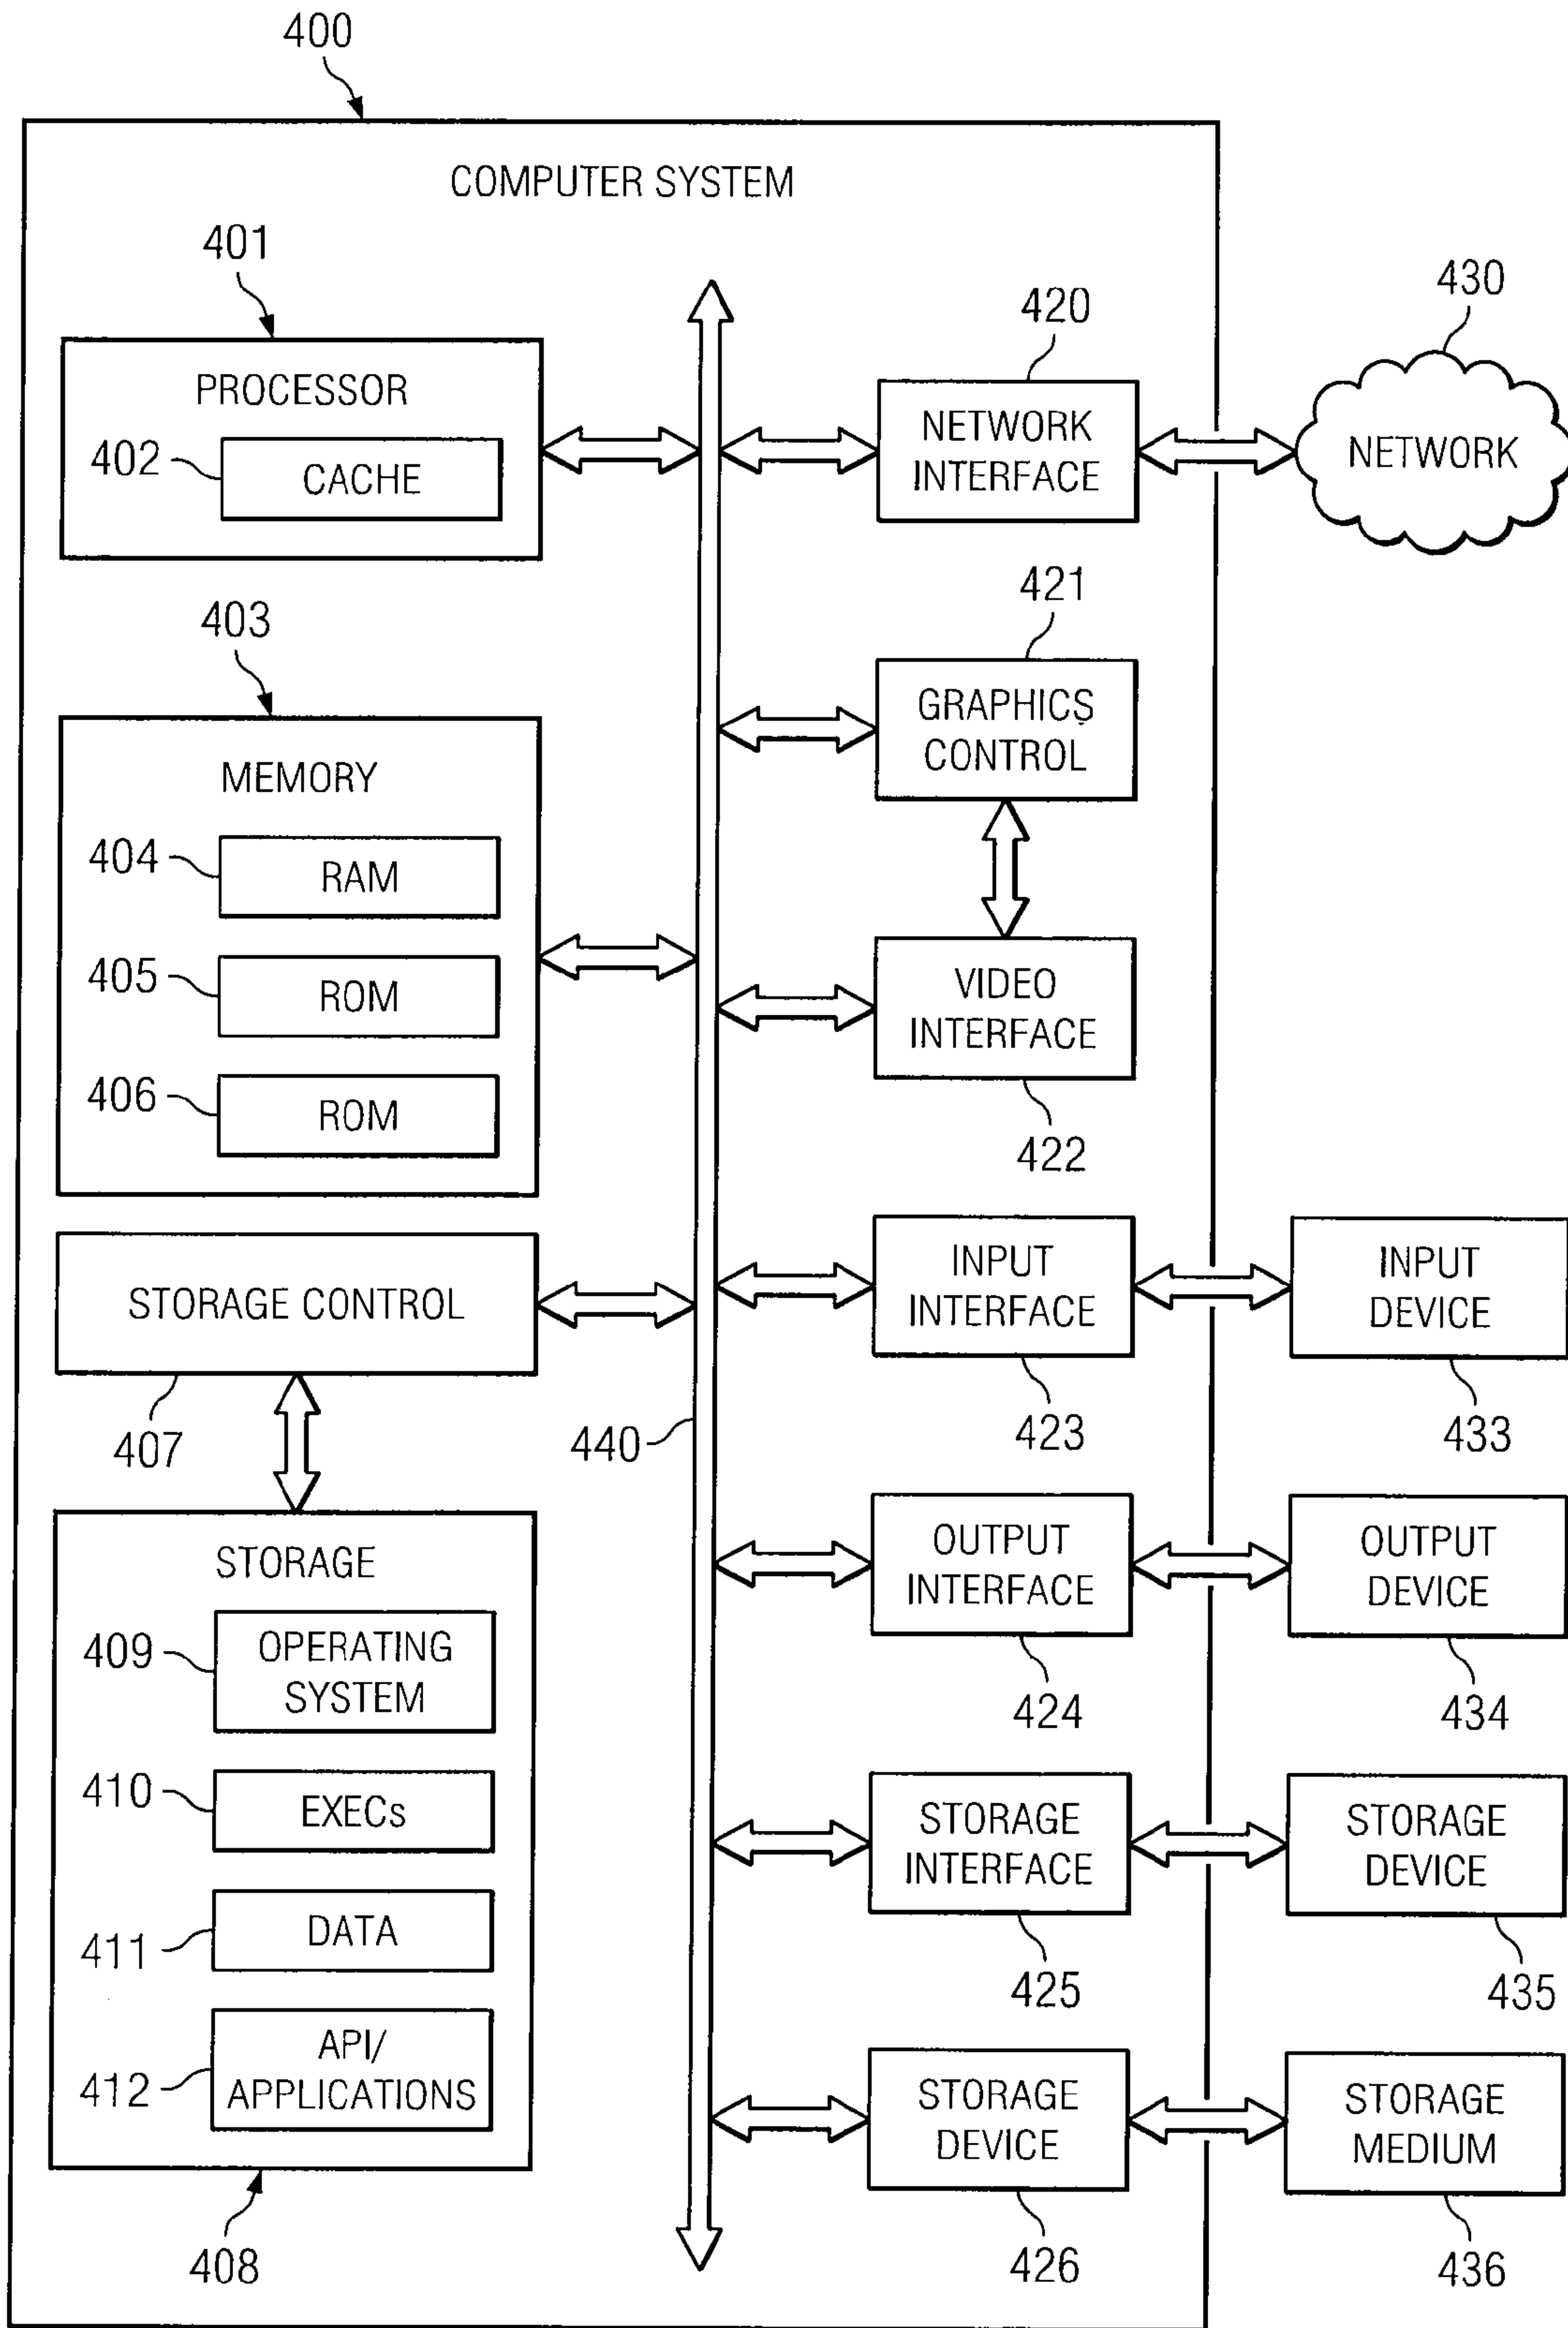 400
COMPUTER SYSTEM
401
PROCESSOR
402
CACHE
403
MEMORY
404
RAM
405
ROM
406
ROM
STORAGE CONTROL
407
STORAGE
409
OPERATING
SYSTEM
410
EXECs
411
DATA
412
API/
APPLICATIONS
408
440
420
NETWORK
INTERFACE
430
NETWORK
421
GRAPHICS
CONTROL
VIDEO
INTERFACE
422
INPUT
INTERFACE
423
INPUT
DEVICE
433
OUTPUT
INTERFACE
424
OUTPUT
DEVICE
434
STORAGE
INTERFACE
425
STORAGE
DEVICE
435
STORAGE
DEVICE
426
STORAGE
MEDIUM
436